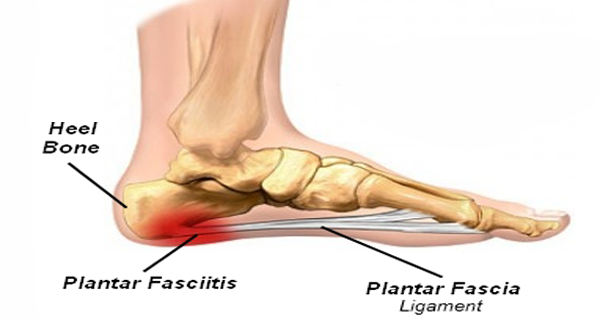 Heel
Bone
Plantar Fasciitis
Plantar Fascia
Ligament